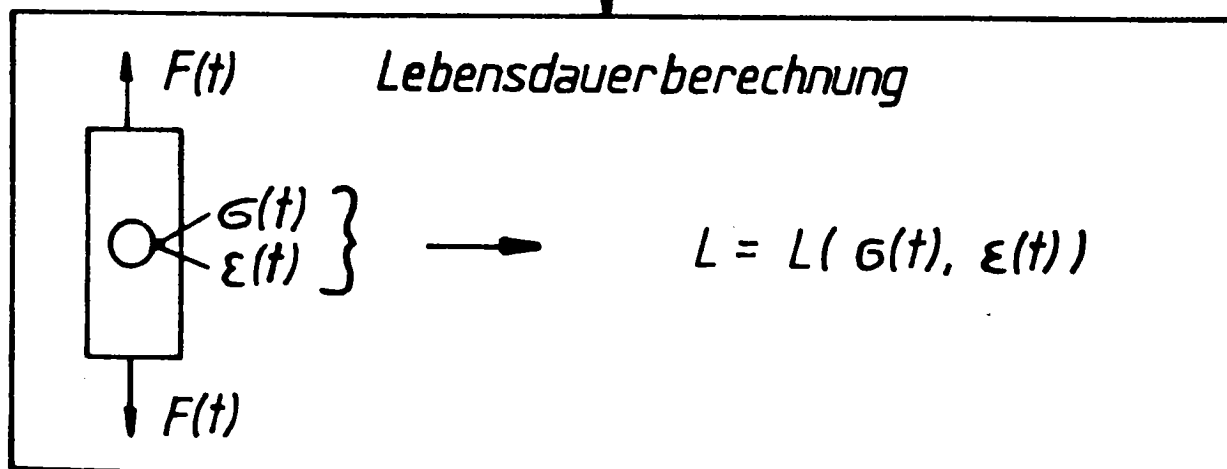 F(t) Lebensdauerberechnung
σ(t)
ε(t)
L = L( σ(t), ε(t) )
F(t)